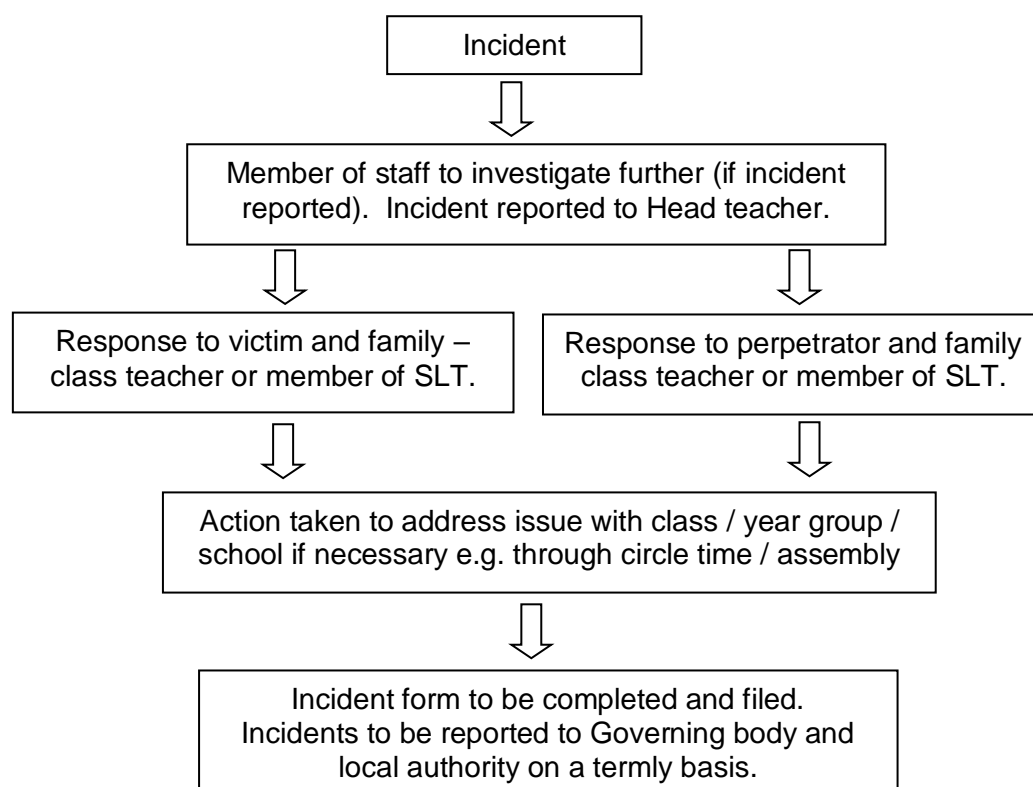 Incident
Member of staff to investigate further (if incident
reported).  Incident reported to Head teacher.
Response to victim and family –
class teacher or member of SLT.
Response to perpetrator and family
class teacher or member of SLT.
Action taken to address issue with class / year group /
school if necessary e.g. through circle time / assembly
Incident form to be completed and filed.
Incidents to be reported to Governing body and
local authority on a termly basis.